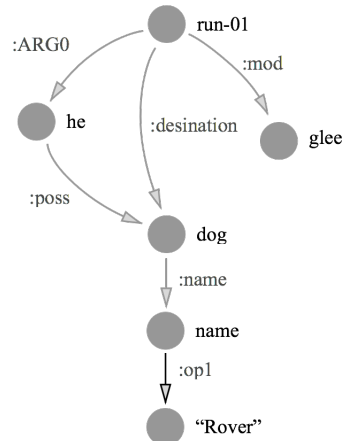 run-01
:ARG0
:mod
he
:desination
glee
:poss
dog
:name
name
:op1
“Rover”